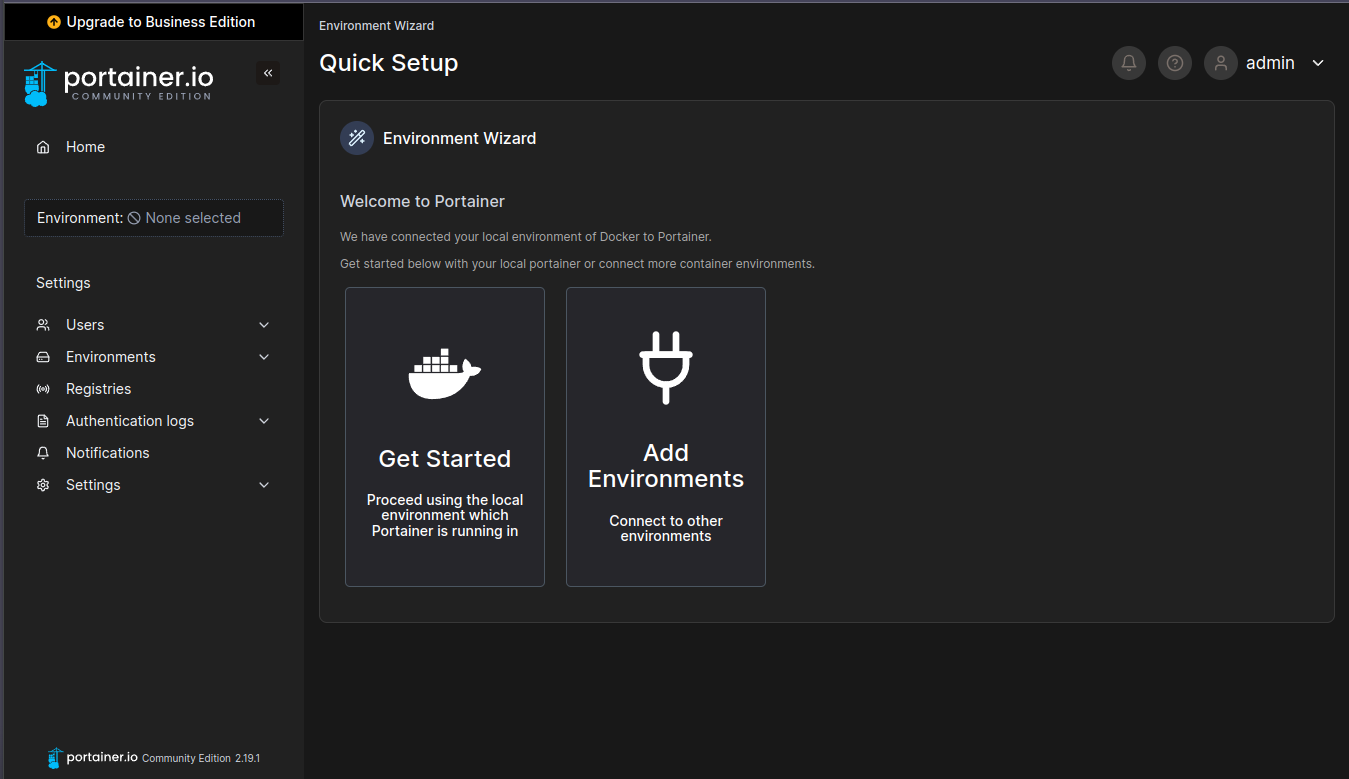 Upgrade to Business Edition
portainer.io
COMMUNITY EDITION
Home
Environment: None selected
Settings
Users
Environments
Registries
Authentication logs
Notifications
Settings
portainer.io Community Edition 2.19.1
Environment Wizard
Quick Setup
admin
Environment Wizard
Welcome to Portainer
We have connected your local environment of Docker to Portainer.
Get started below with your local portainer or connect more container environments.
Get Started
Proceed using the local
environment which
Portainer is running in
Add
Environments
Connect to other
environments